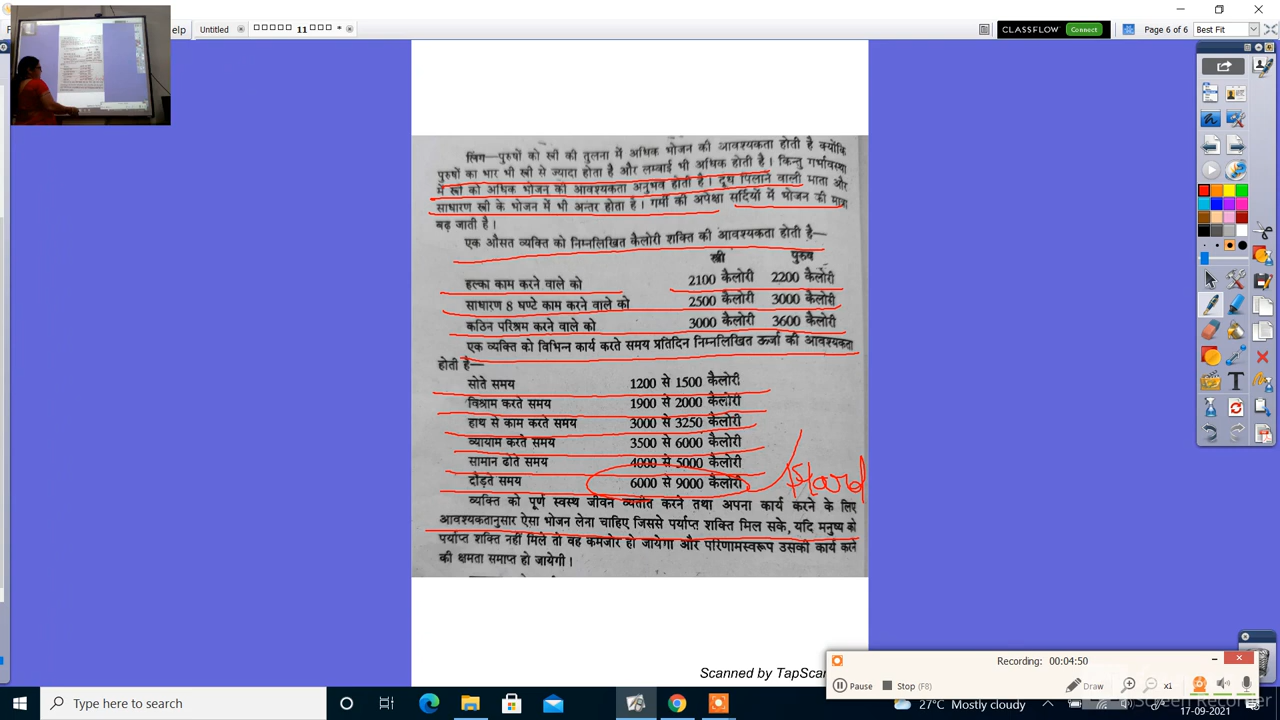 elp
Untitled
11
*
CLASSFLOW
Connect
Page 6 of 6
Best Fit
लिंग—पुरुषों को स्त्री की तुलना में अधिक भोजन की आवश्यकता होती है क्योंकि
पुरुषों का भार भी स्त्री से ज्यादा होता है और लम्बाई भी अधिक होती है। किन्तु गर्भावस्था
में स्त्री को अधिक भोजन की आवश्यकता अनुभव होती है। दूध पिलाने वाली माता और
साधारण स्त्री के भोजन में भी अन्तर होता है। गर्मी की अपेक्षा सर्दियों में भोजन की मात्रा
बढ़ जाती है।
एक औसत व्यक्ति को निम्नलिखित कैलोरी शक्ति की आवश्यकता होती है—
स्त्री पुरुष
हल्का काम करने वाले को 2100 कैलोरी 2200 कैलोरी
साधारण 8 घण्टे काम करने वाले को 2500 कैलोरी 3000 कैलोरी
कठिन परिश्रम करने वाले को 3000 कैलोरी 3600 कैलोरी
एक व्यक्ति को विभिन्न कार्य करते समय प्रतिदिन निम्नलिखित ऊर्जा की आवश्यकता
होती है—
सोते समय 1200 से 1500 कैलोरी
विश्राम करते समय 1900 से 2000 कैलोरी
हाथ से काम करते समय 3000 से 3250 कैलोरी
व्यायाम करते समय 3500 से 6000 कैलोरी
सामान ढोते समय 4000 से 5000 कैलोरी
दौड़ते समय 6000 से 9000 कैलोरी
Hard
व्यक्ति को पूर्ण स्वस्थ जीवन व्यतीत करने तथा अपना कार्य करने के लिए
आवश्यकतानुसार ऐसा भोजन लेना चाहिए जिससे पर्याप्त शक्ति मिल सके, यदि मनुष्य को
पर्याप्त शक्ति नहीं मिले तो वह कमजोर हो जायेगा और परिणामस्वरूप उसकी कार्य करने
की क्षमता समाप्त हो जायेगी।
Scanned by TapScan
Recording: 00:04:50
Pause
Stop (F8)
Draw
x1
Screen Recorder
Type here to search
27°C Mostly cloudy
17-09-2021